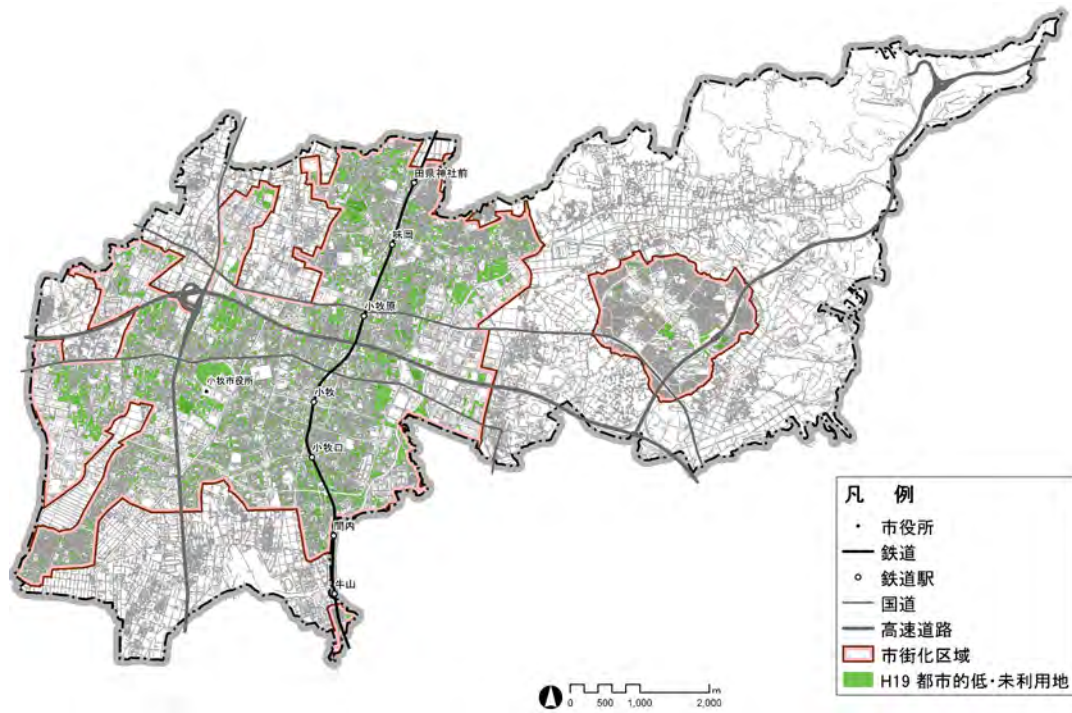 田県神社前
味岡
小牧原
小牧市役所
小牧
小牧口
間内
牛山
凡 例
市役所
鉄道
鉄道駅
国道
高速道路
市街化区域
H19 都市的低・未利用地
0 500 1,000 2,000 m